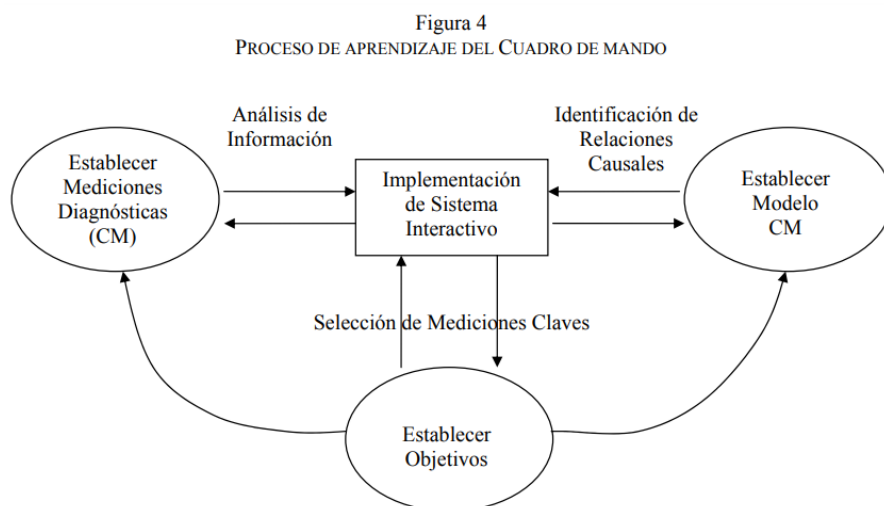 Figura 4
PROCESO DE APRENDIZAJE DEL CUADRO DE MANDO
Análisis de
Información
Identificación de
Relaciones
Causales
Establecer
Mediciones
Diagnósticas
(CM)
Implementación
de Sistema
Interactivo
Establecer
Modelo
CM
Selección de Mediciones Claves
Establecer
Objetivos